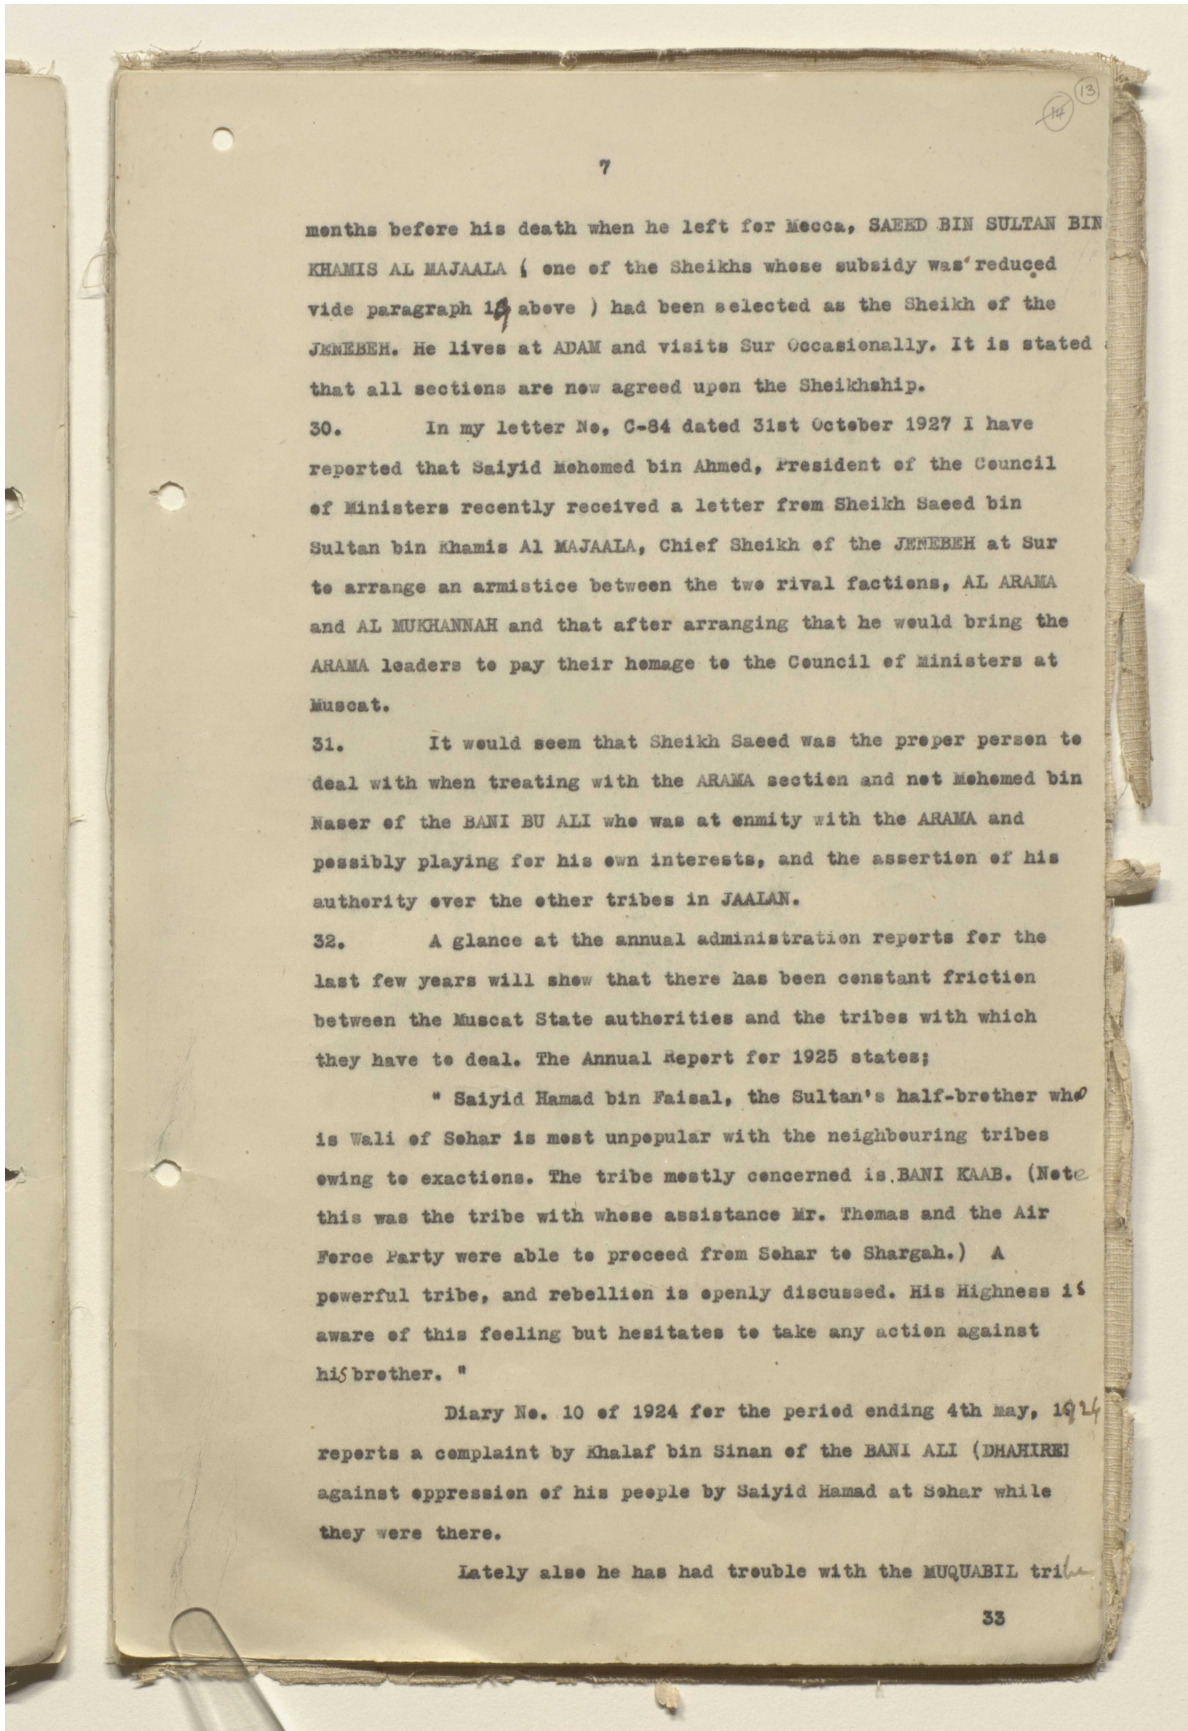 13
14
7
months before his death when he left for Mecca, SAEED BIN SULTAN BIN
KHAMIS AL MAJAALA ( one of the Sheikhs whose subsidy was reduced
vide paragraph 19 above ) had been selected as the Sheikh of the
JENEBEH. He lives at ADAM and visits Sur Occasionally. It is stated
that all sections are now agreed upon the Sheikhship.
30. In my letter No, C-84 dated 31st October 1927 I have
reported that Saiyid Mohomed bin Ahmed, President of the Council
of Ministers recently received a letter from Sheikh Saeed bin
Sultan bin Khamis Al MAJAALA, Chief Sheikh of the JENEBEH at Sur
to arrange an armistice between the two rival factions, AL ARAMA
and AL MUKHANNAH and that after arranging that he would bring the
ARAMA leaders to pay their homage to the Council of Ministers at
Muscat.
31. It would seem that Sheikh Saeed was the proper person to
deal with when treating with the ARAMA section and not Mohomed bin
Naser of the BANI BU ALI who was at enmity with the ARAMA and
possibly playing for his own interests, and the assertion of his
authority over the other tribes in JAALAN.
32. A glance at the annual administration reports for the
last few years will show that there has been constant friction
between the Muscat State authorities and the tribes with which
they have to deal. The Annual Report for 1925 states;
" Saiyid Hamad bin Faisal, the Sultan's half-brother who
is Wali of Sohar is most unpopular with the neighbouring tribes
owing to exactions. The tribe mostly concerned is BANI KAAB. (Note
this was the tribe with whose assistance Mr. Thomas and the Air
Force Party were able to proceed from Sohar to Shargah.) A
powerful tribe, and rebellion is openly discussed. His Highness is
aware of this feeling but hesitates to take any action against
his brother. "
Diary No. 10 of 1924 for the period ending 4th May, 1924
reports a complaint by Khalaf bin Sinan of the BANI ALI (DHAHIREI
against oppression of his people by Saiyid Hamad at Sohar while
they were there.
Lately also he has had trouble with the MUQUABIL tribe
33